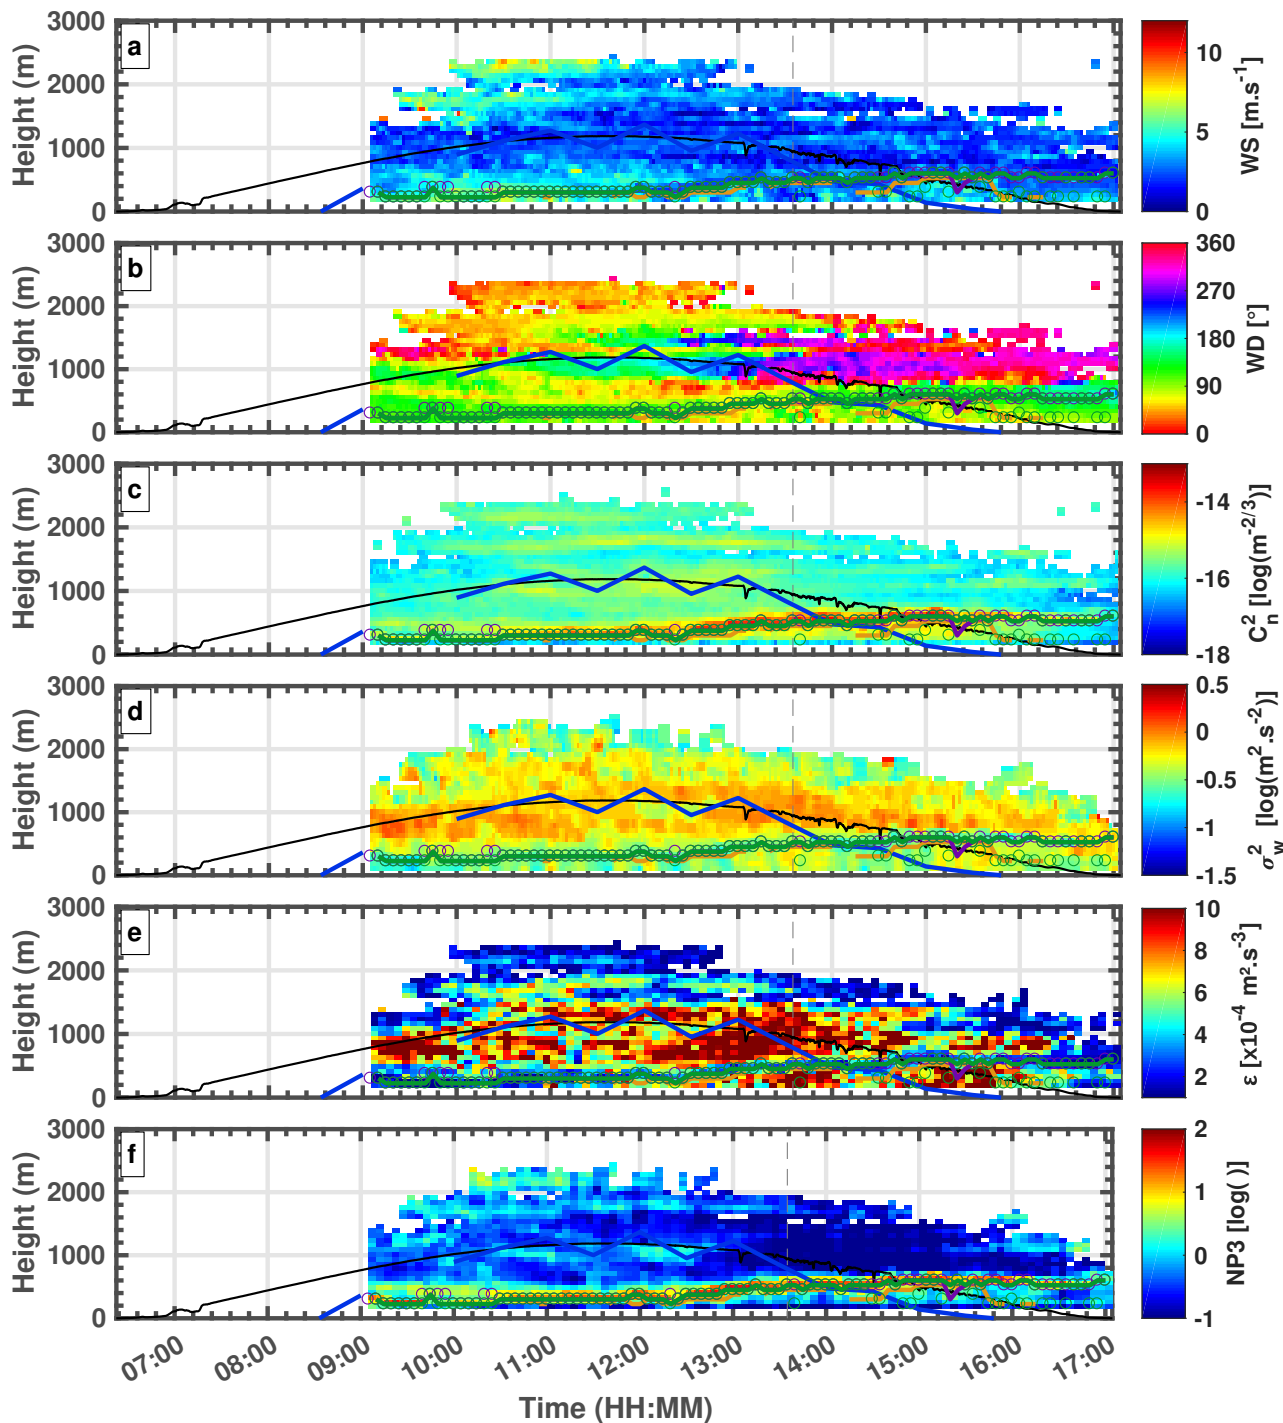 3000
2000
1000
0
Height (m)
a
10
5
0
WS [m.s⁻¹]
3000
2000
1000
0
Height (m)
b
360
270
180
90
0
WD [°]
3000
2000
1000
0
Height (m)
c
-14
-16
-18
C²ₙ [log(m⁻²ᐟ³)]
3000
2000
1000
0
Height (m)
d
0.5
0
-0.5
-1
-1.5
σ²_w [log(m².s⁻²)]
3000
2000
1000
0
Height (m)
e
10
8
6
4
2
ε [x10⁻⁴ m².s⁻³]
3000
2000
1000
0
Height (m)
f
2
1
0
-1
NP3 [log( )]
07:00 08:00 09:00 10:00 11:00 12:00 13:00 14:00 15:00 16:00 17:00
Time (HH:MM)